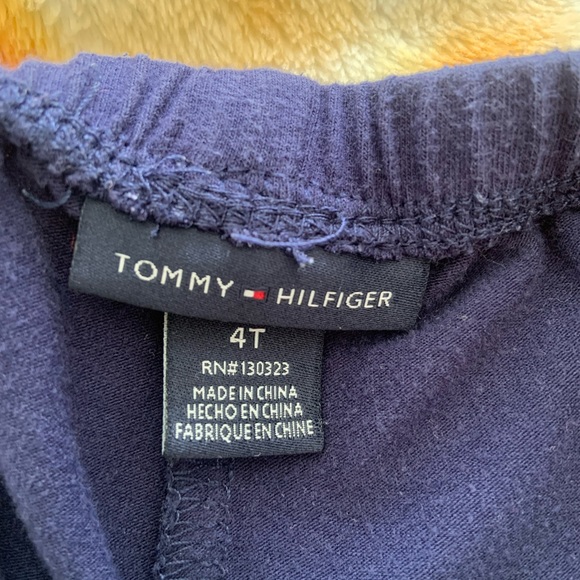 TOMMY HILFIGER
4T
RN#130323
MADE IN CHINA
HECHO EN CHINA
FABRIQUE EN CHINE